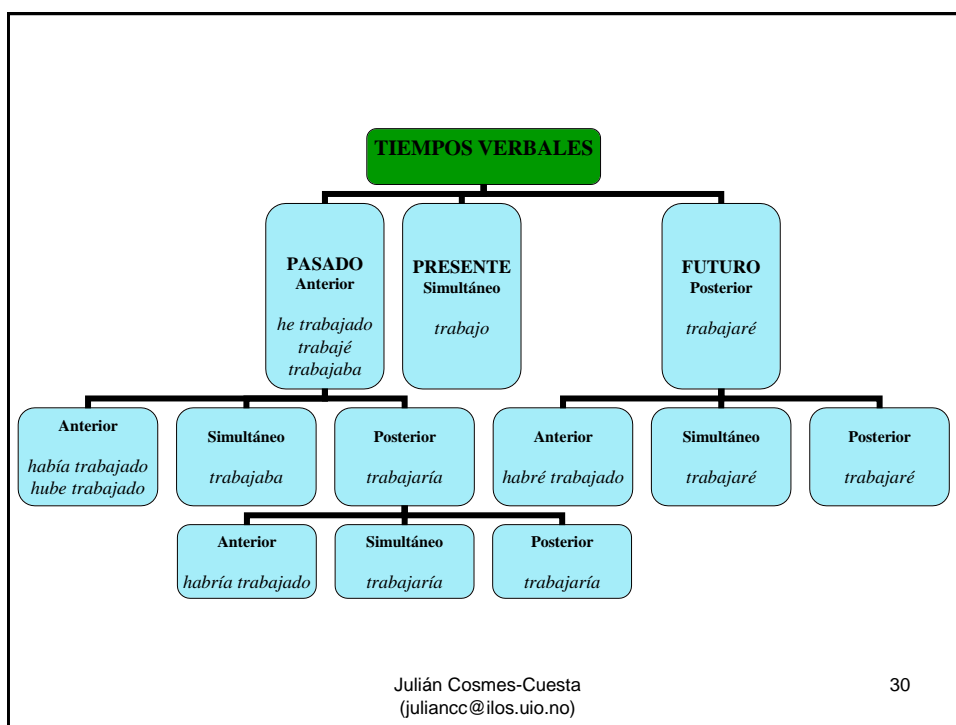 TIEMPOS VERBALES
PASADO
Anterior
he trabajado
trabajé
trabajaba
PRESENTE
Simultáneo
trabajo
FUTURO
Posterior
trabajaré
Anterior
había trabajado
hube trabajado
Simultáneo
trabajaba
Posterior
trabajaría
Anterior
habré trabajado
Simultáneo
trabajaré
Posterior
trabajaré
Anterior
habría trabajado
Simultáneo
trabajaría
Posterior
trabajaría
Julián Cosmes-Cuesta
(juliancc@ilos.uio.no)
30